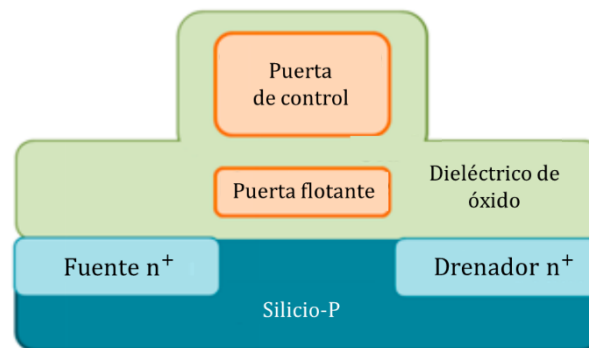 Puerta
de control
Puerta flotante
Dieléctrico de
óxido
Fuente n⁺
Drenador n⁺
Silicio-P